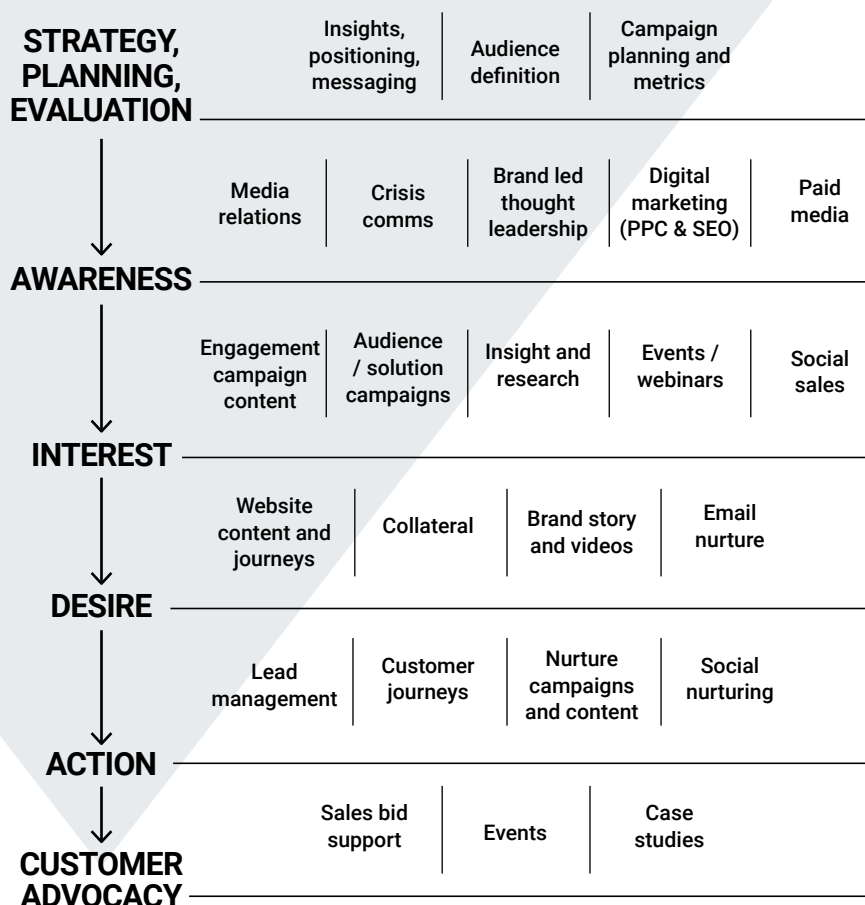 STRATEGY,
PLANNING,
EVALUATION
Insights,
positioning,
messaging
Audience
definition
Campaign
planning and
metrics
Media
relations
Crisis
comms
Brand led
thought
leadership
Digital
marketing
(PPC & SEO)
Paid
media
AWARENESS
Engagement
campaign
content
Audience
/ solution
campaigns
Insight and
research
Events /
webinars
Social
sales
INTEREST
Website
content and
journeys
Collateral
Brand story
and videos
Email
nurture
DESIRE
Lead
management
Customer
journeys
Nurture
campaigns
and content
Social
nurturing
ACTION
Sales bid
support
Events
Case
studies
CUSTOMER
ADVOCACY